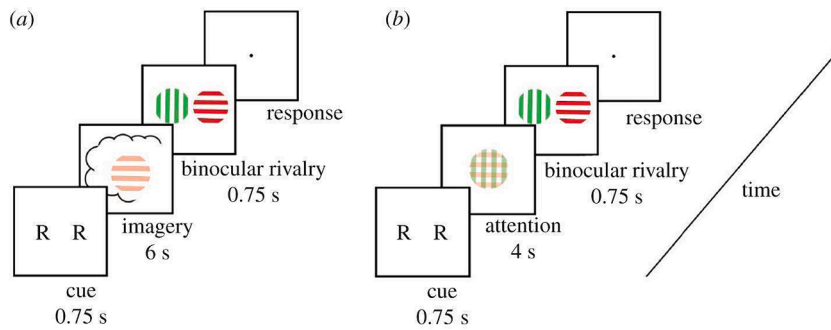 (a)
response
binocular rivalry
0.75 s
imagery
6 s
R R
cue
0.75 s
(b)
response
binocular rivalry
0.75 s
attention
4 s
R R
cue
0.75 s
time